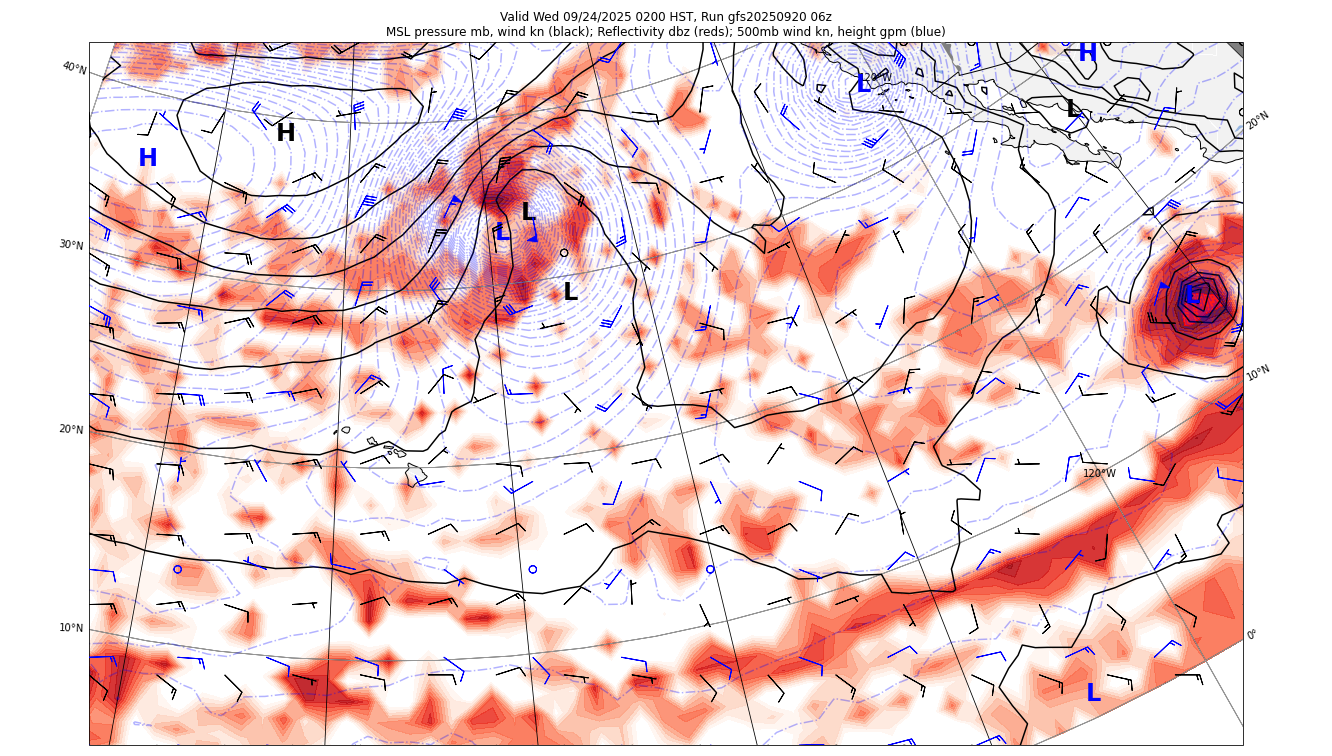 Valid Wed 09/24/2025 0200 HST, Run gfs20250920 06z
MSL pressure mb, wind kn (black); Reflectivity dbz (reds); 500mb wind kn, height gpm (blue)
H
40°N
L
20°W
L
20°N
H
H
L
L
30°N
L
L
10°N
20°N
120°W
10°N
0°
L